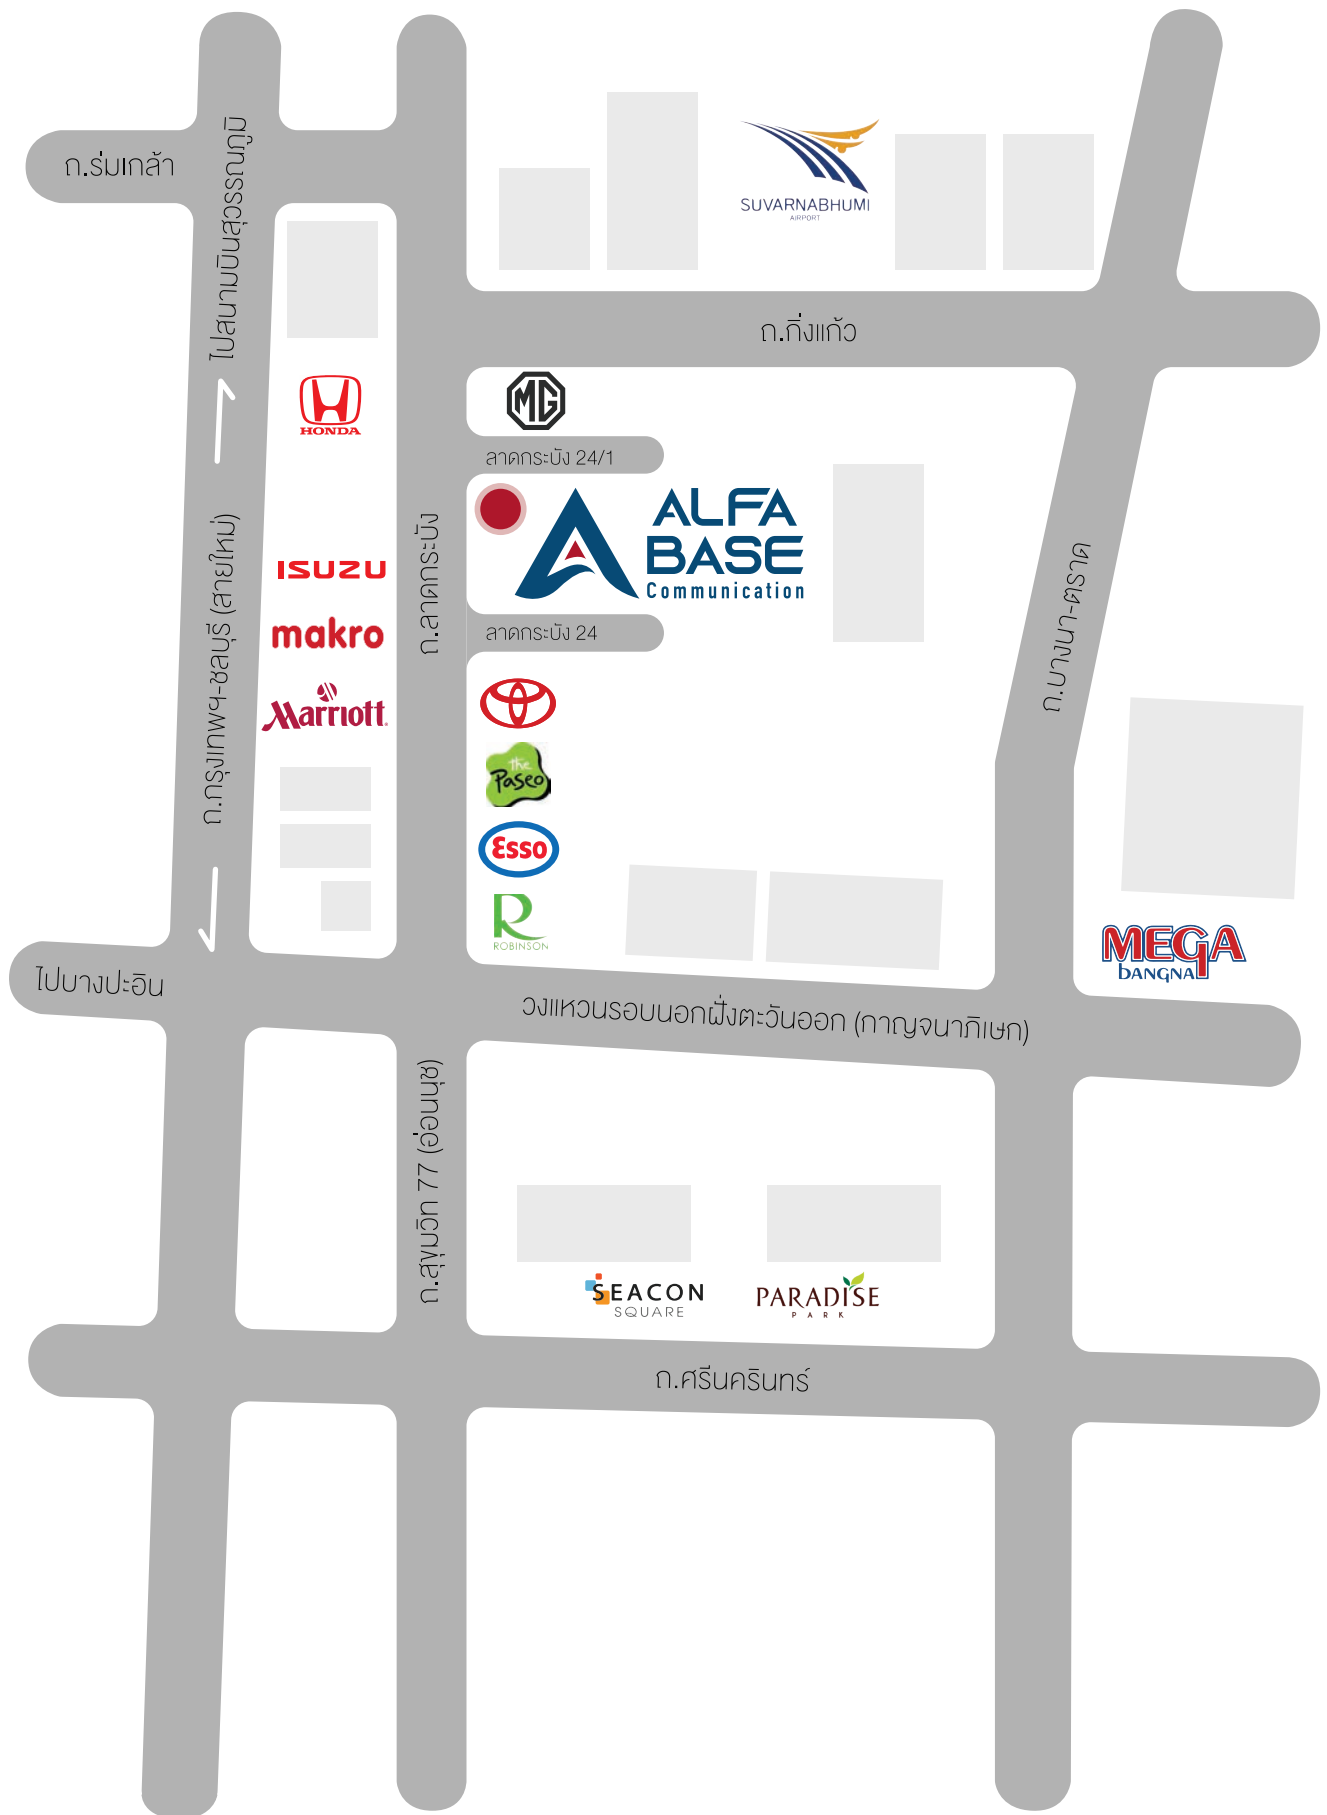 ถ.ร่มเกล้า
ไปสนามบินสุวรรณภูมิ
SUVARNABHUMI
AIRPORT
ถ.กิ่งแก้ว
HONDA
MG
ลาดกระบัง 24/1
ถ.กรุงเทพฯ-ชลบุรี (สายใหม่)
ถ.ลาดกระบัง
ALFA
BASE
Communication
ISUZU
makro
ลาดกระบัง 24
Marriott
ถ.บางนา-ตราด
the
Paseo
Esso
ROBINSON
MEGA
bANGNA
ไปบางปะอิน
วงแหวนรอบนอกฝั่งตะวันออก (กาญจนาภิเษก)
ถ.สุขุมวิท 77 (อ่อนนุช)
SEACON
SQUARE
PARADISE
PARK
ถ.ศรีนครินทร์